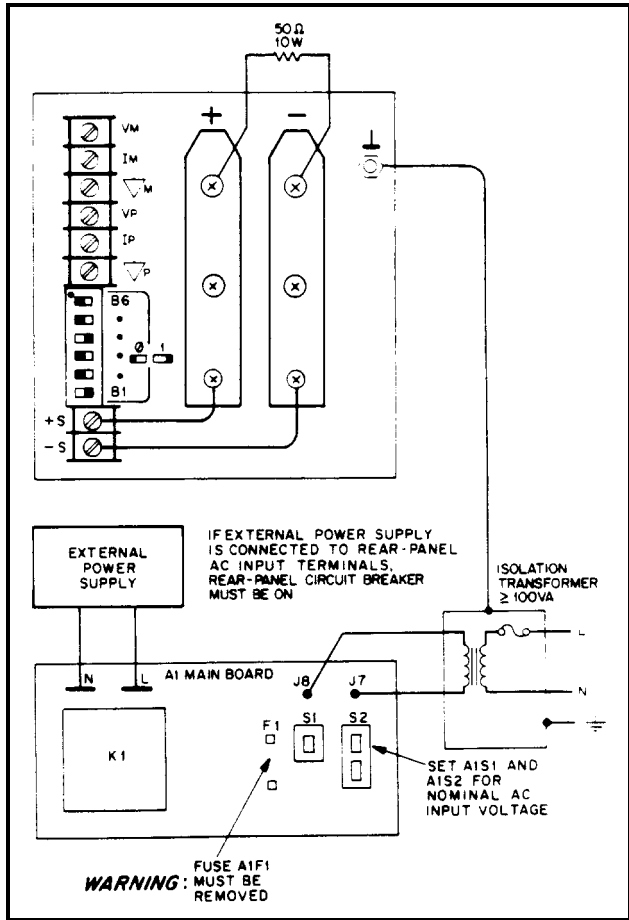 50Ω
10W
+ −
VM
IM
M
VP
IP
P
B6
0 1
B1
+S
-S
EXTERNAL
POWER
SUPPLY
IF EXTERNAL POWER SUPPLY
IS CONNECTED TO REAR-PANEL
AC INPUT TERMINALS,
REAR-PANEL CIRCUIT BREAKER
MUST BE ON
ISOLATION
TRANSFORMER
≥ 100VA
L
N
N L A1 MAIN BOARD J8 J7
F1 S1 S2
K1
SET A1S1 AND
A1S2 FOR
NOMINAL AC
INPUT VOLTAGE
WARNING: FUSE A1F1
MUST BE
REMOVED